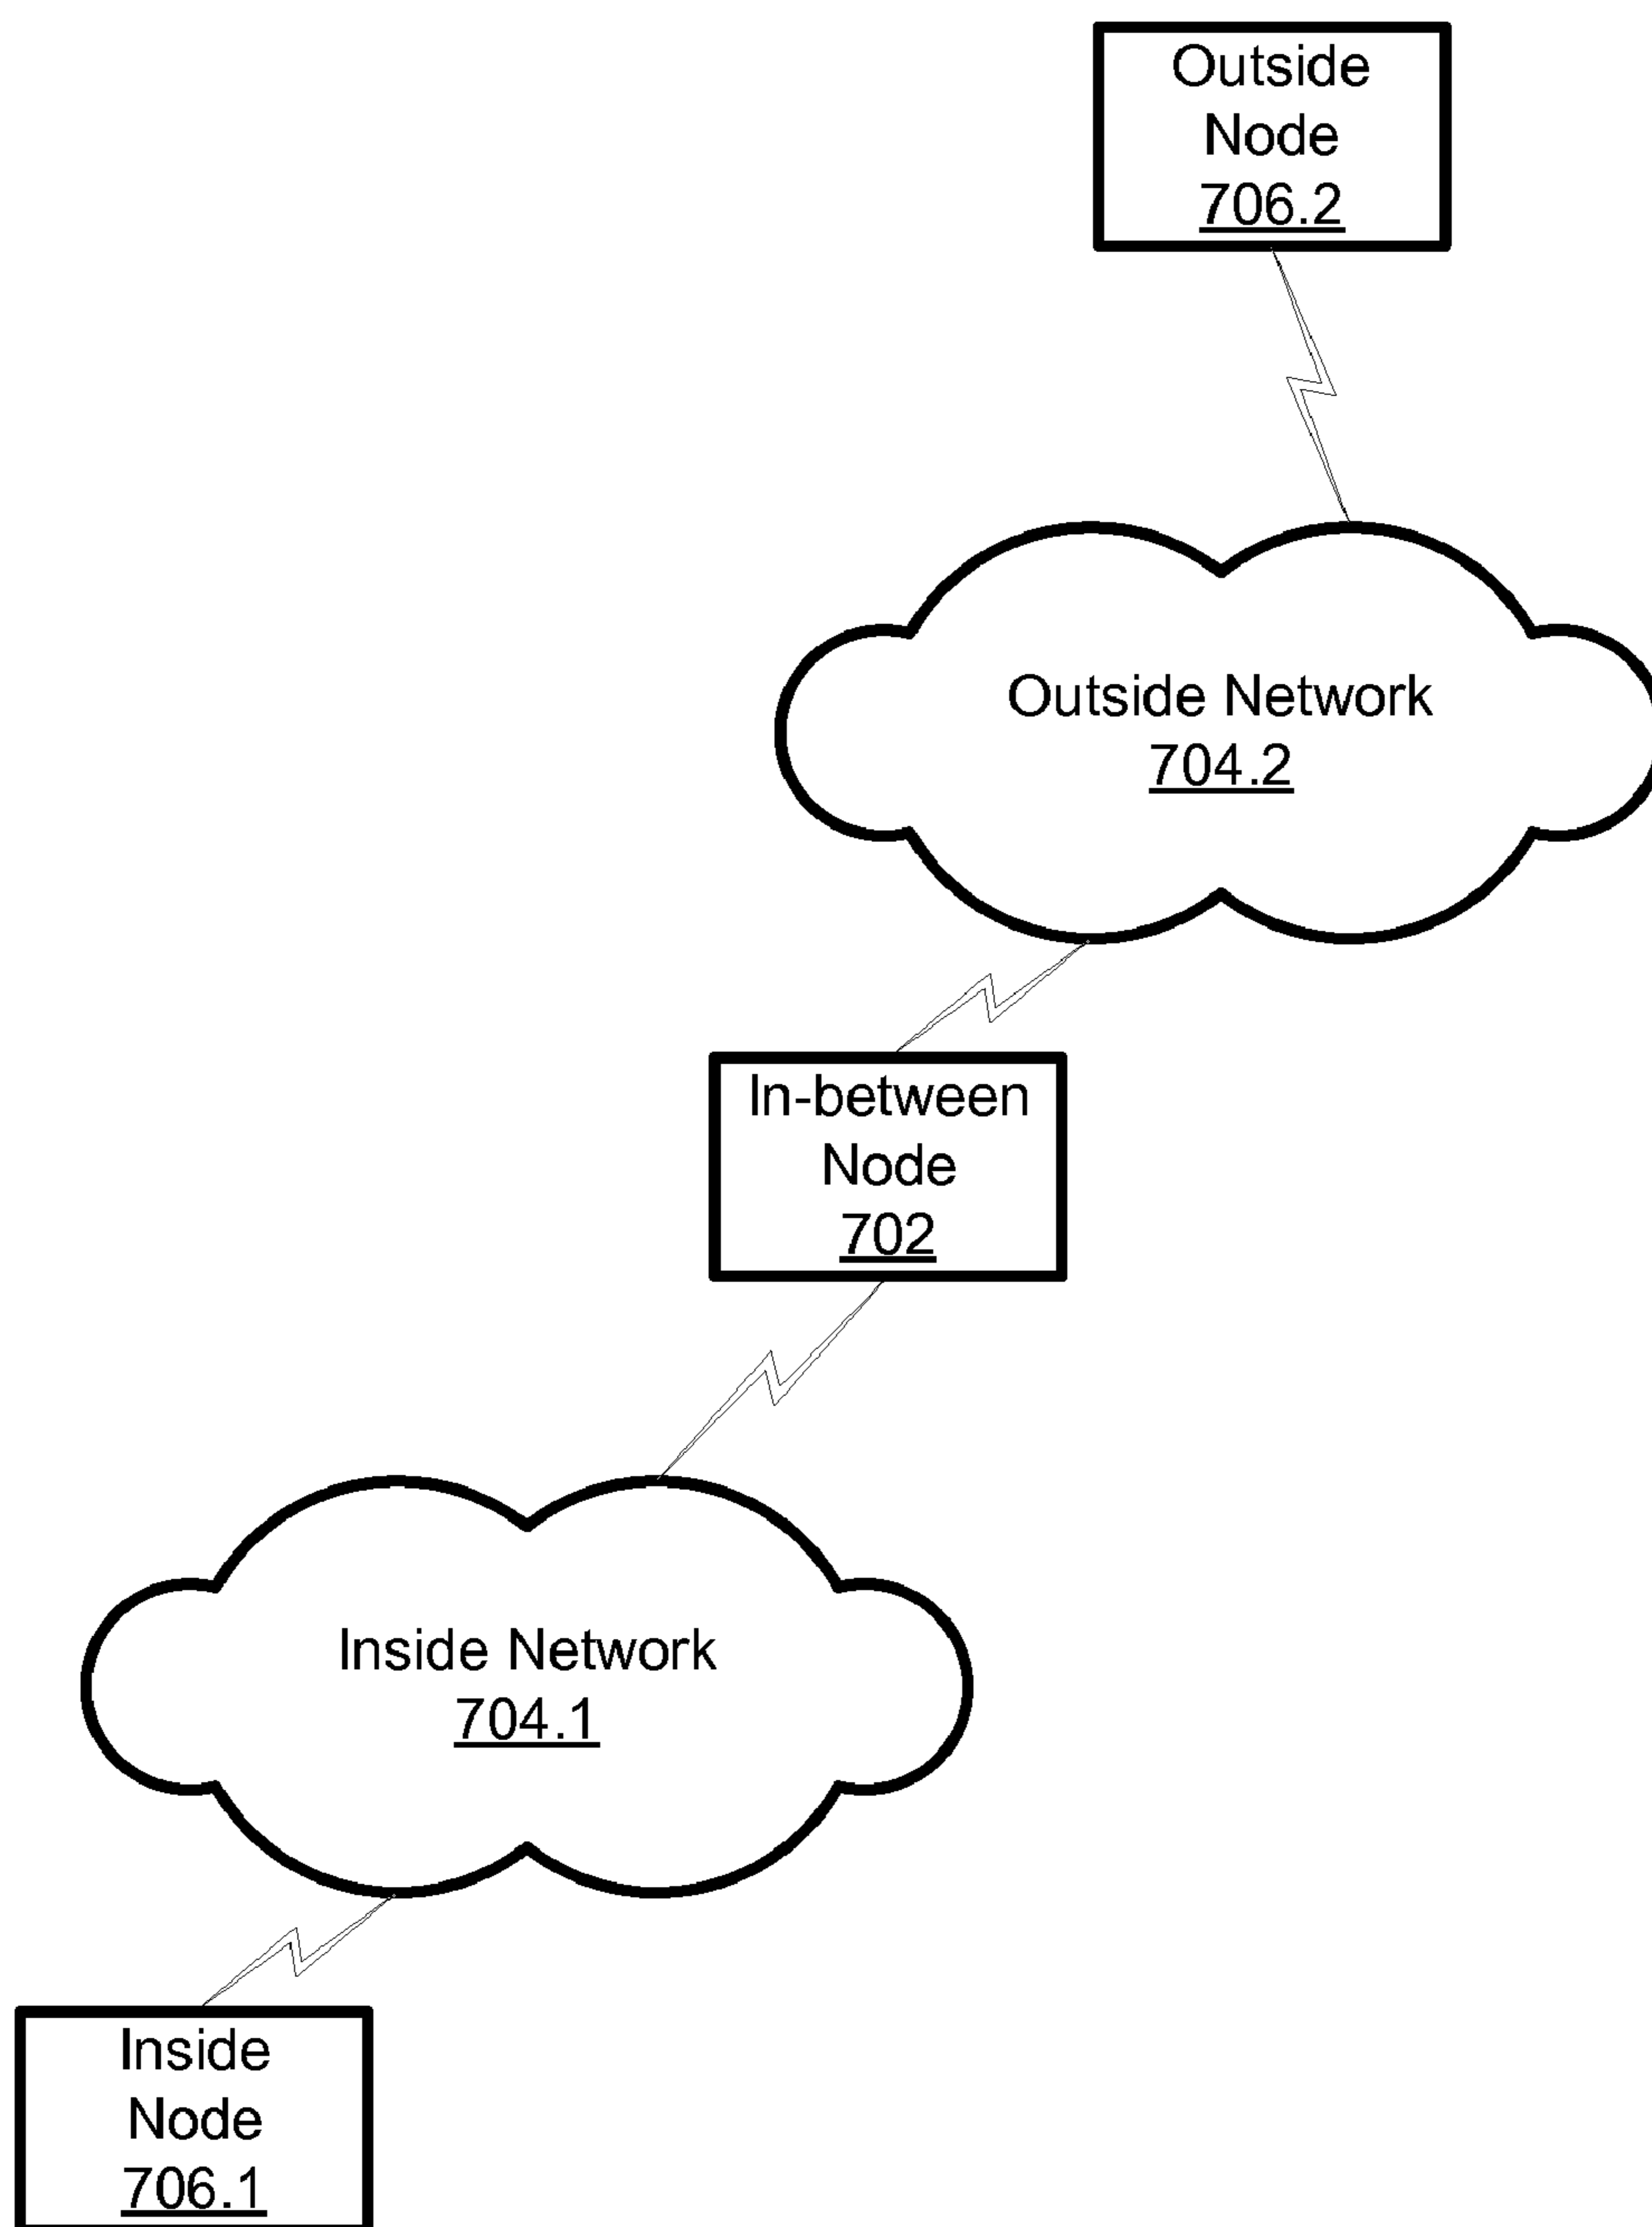 Outside
Node
706.2
Outside Network
704.2
In-between
Node
702
Inside Network
704.1
Inside
Node
706.1